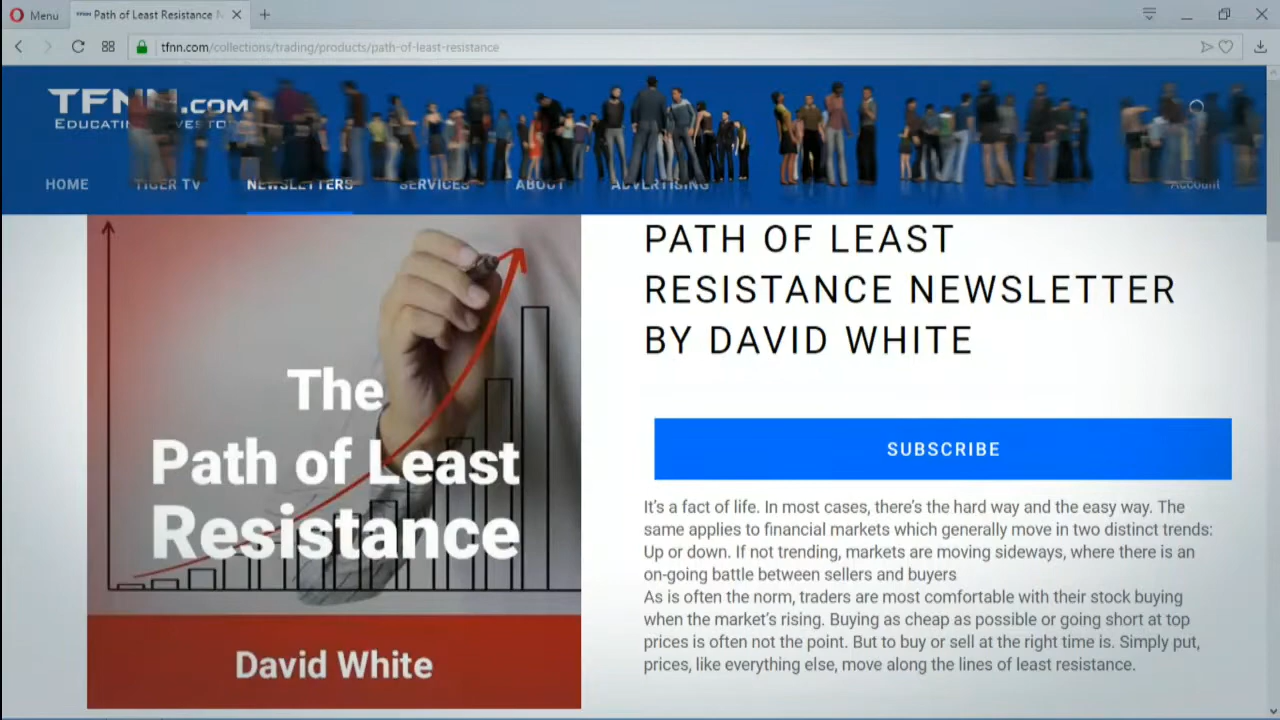 Menu
Path of Least Resistance
tfnn.com/collections/trading/products/path-of-least-resistance
TFNN.COM
EDUCATING INVESTORS
HOME TIGER TV NEWSLETTERS SERVICES ABOUT ADVERTISING Account
The
Path of Least
Resistance
David White
PATH OF LEAST
RESISTANCE NEWSLETTER
BY DAVID WHITE
SUBSCRIBE
It's a fact of life. In most cases, there's the hard way and the easy way. The
same applies to financial markets which generally move in two distinct trends:
Up or down. If not trending, markets are moving sideways, where there is an
on-going battle between sellers and buyers
As is often the norm, traders are most comfortable with their stock buying
when the market's rising. Buying as cheap as possible or going short at top
prices is often not the point. But to buy or sell at the right time is. Simply put,
prices, like everything else, move along the lines of least resistance.